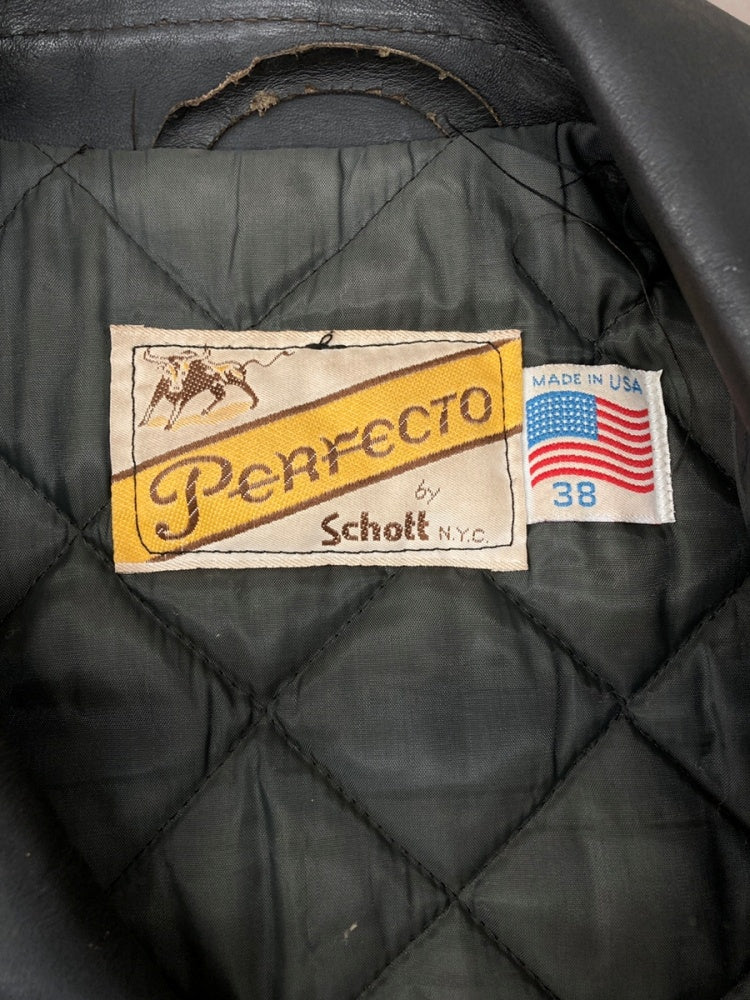 PERFECTO
by
Schott N.Y.C.
MADE IN USA
38